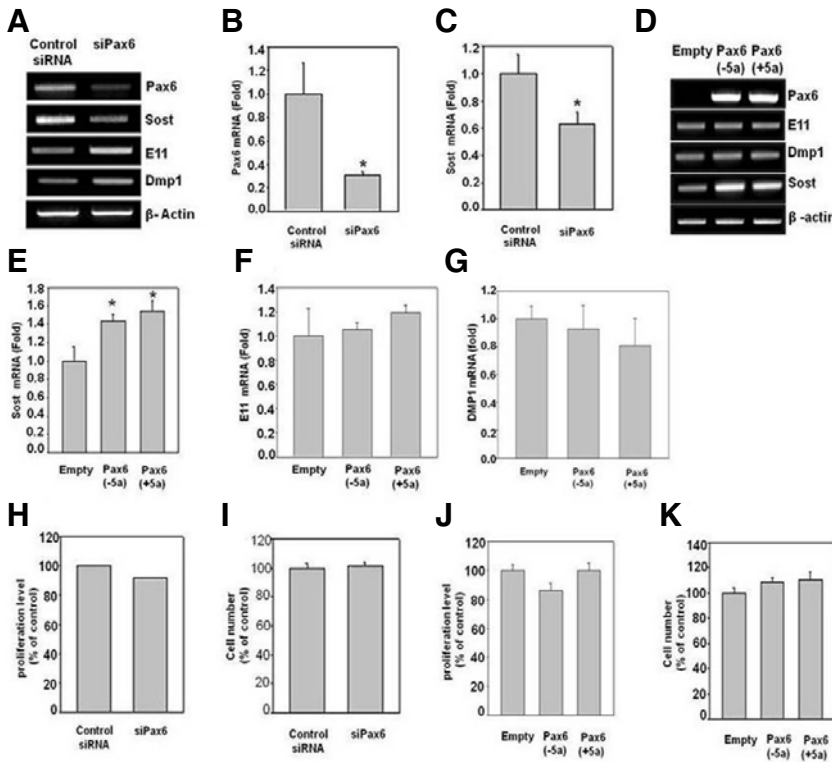 A
Control siRNA
siPax6
Pax6
Sost
E11
Dmp1
β-Actin
B
Pax6 mRNA (Fold)
1.4
1.2
1.0
0.8
0.6
0.4
0.2
0.0
*
Control siRNA
siPax6
C
Sost mRNA (Fold)
1.4
1.2
1.0
0.8
0.6
0.4
0.2
0.0
*
Control siRNA
siPax6
D
Empty
Pax6 (-5a)
Pax6 (+5a)
Pax6
E11
Dmp1
Sost
β-actin
E
Sost mRNA (Fold)
1.8
1.6
1.4
1.2
1.0
0.8
0.6
0.4
0.2
0.0
*
*
Empty
Pax6 (-5a)
Pax6 (+5a)
F
E11 mRNA (Fold)
1.4
1.2
1.0
0.8
0.6
0.4
0.2
0.0
Empty
Pax6 (-5a)
Pax6 (+5a)
G
DMP1 mRNA (fold)
1.2
1.0
0.8
0.6
0.4
0.2
0.0
Empty
Pax6 (-5a)
Pax6 (+5a)
H
proliferation level (% of control)
120
100
80
60
40
20
0
Control siRNA
siPax6
I
Cell number (% of control)
120
100
80
60
40
20
0
Control siRNA
siPax6
J
proliferation level (% of control)
120
100
80
60
40
20
0
Empty
Pax6 (-5a)
Pax6 (+5a)
K
Cell number (% of control)
140
120
100
80
60
40
20
0
Empty
Pax6 (-5a)
Pax6 (+5a)